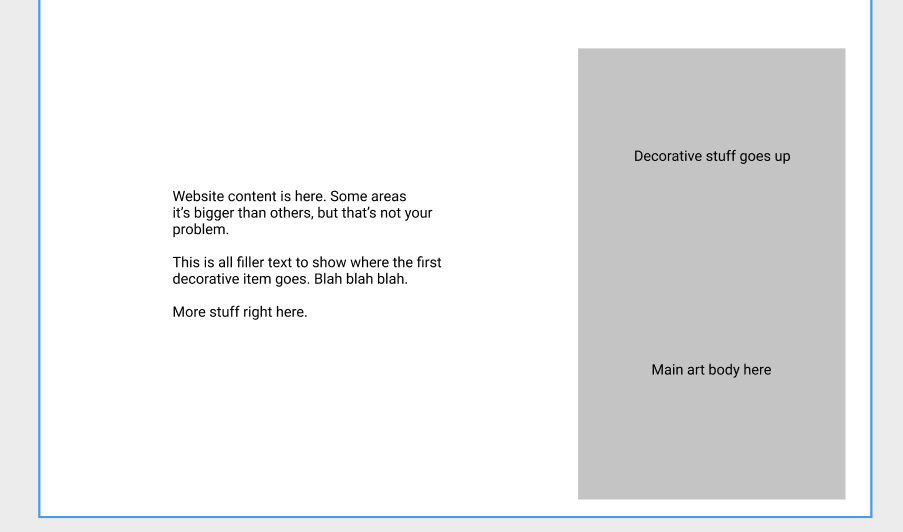 Website content is here. Some areas
it’s bigger than others, but that’s not your
problem.
This is all filler text to show where the first
decorative item goes. Blah blah blah.
More stuff right here.
Decorative stuff goes up
Main art body here